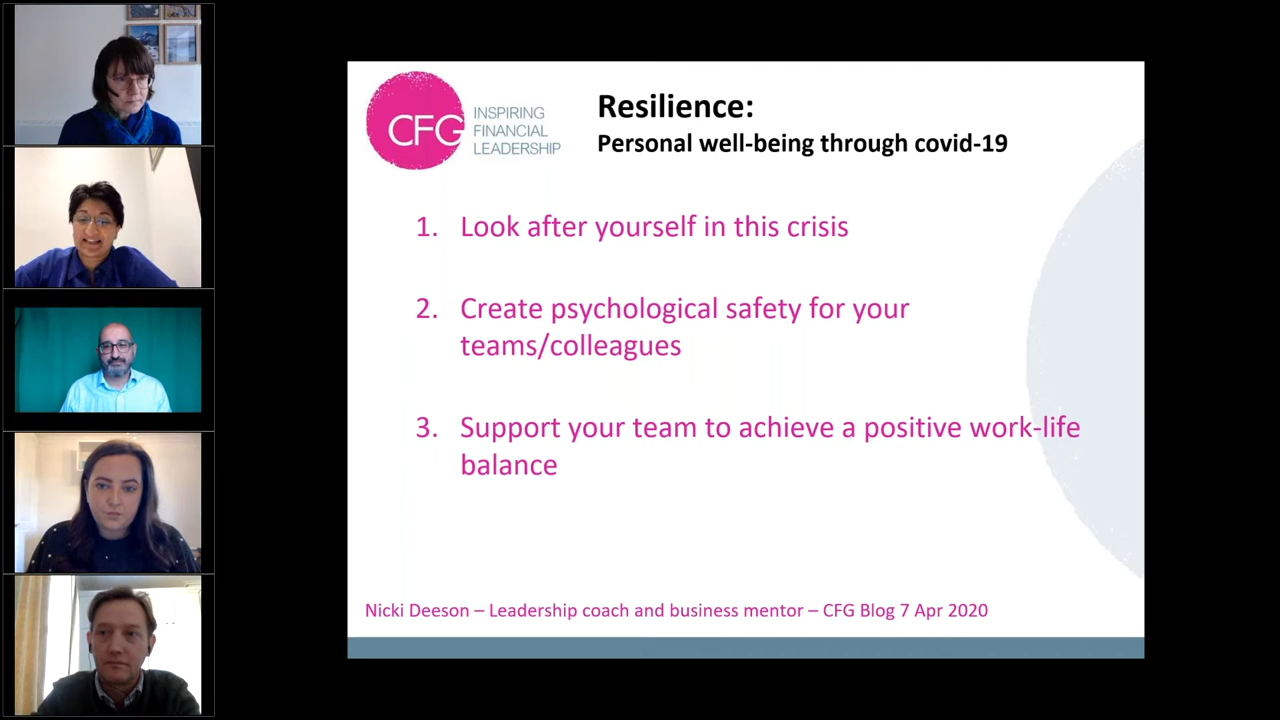 CFG
INSPIRING
FINANCIAL
LEADERSHIP
Resilience:
Personal well-being through covid-19
1. Look after yourself in this crisis
2. Create psychological safety for your
teams/colleagues
3. Support your team to achieve a positive work-life
balance
Nicki Deeson – Leadership coach and business mentor – CFG Blog 7 Apr 2020